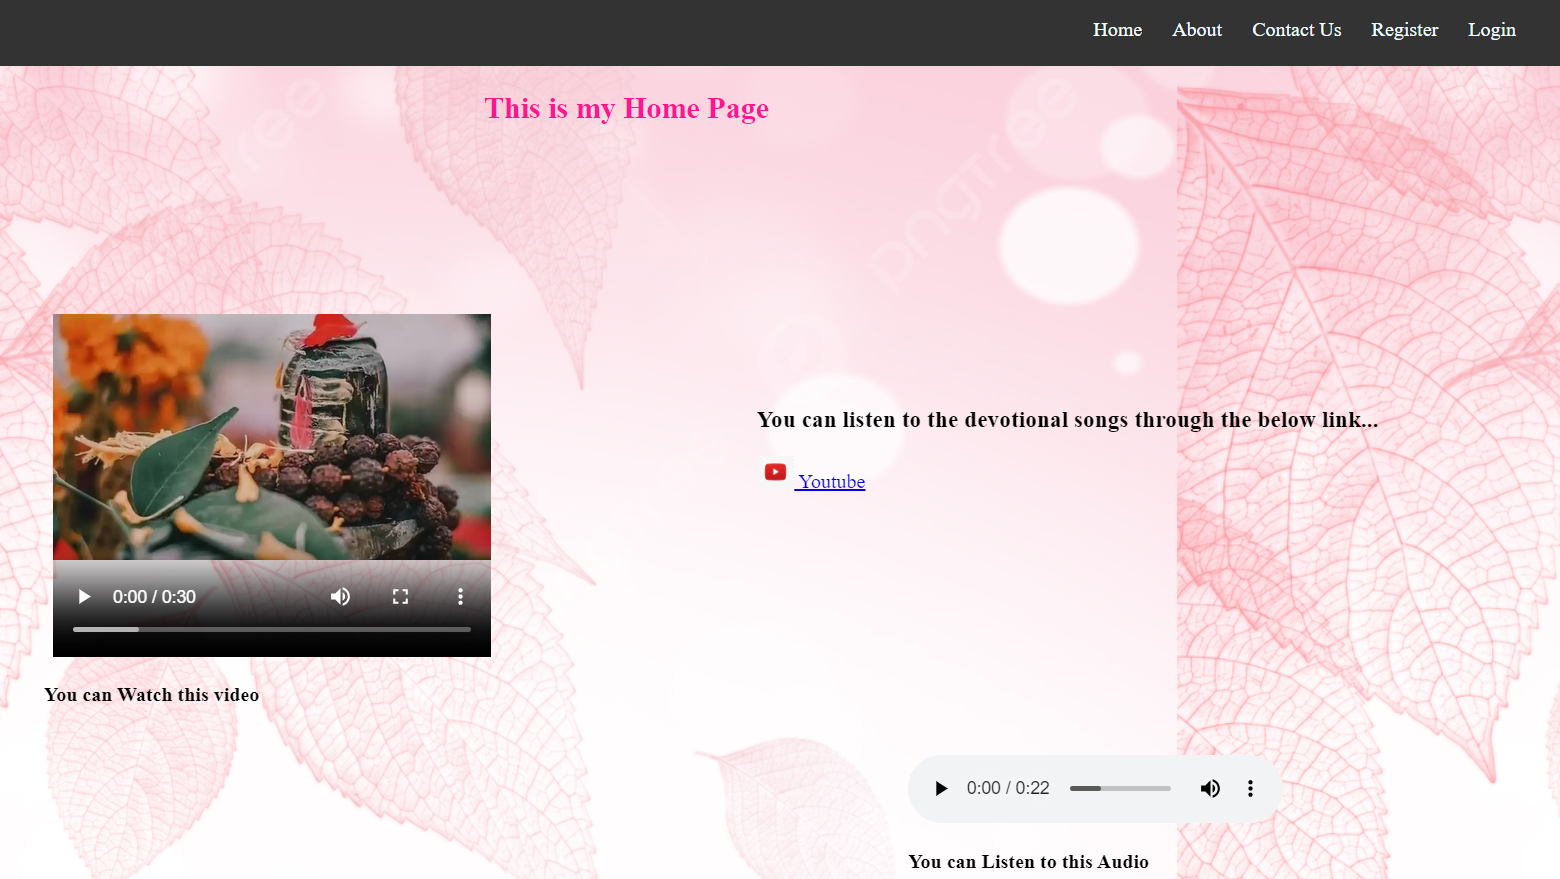 Home About Contact Us Register Login
This is my Home Page
pngtree
You can listen to the devotional songs through the below link...
Youtube
0:00 / 0:30
You can Watch this video
0:00 / 0:22
You can Listen to this Audio